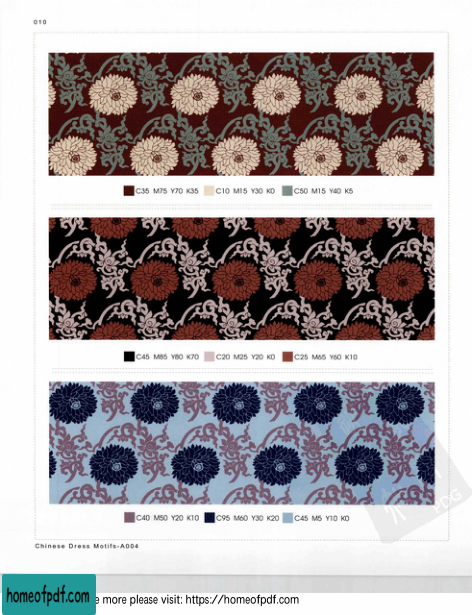 010
C35 M75 Y70 K35 C10 M15 Y30 K0 C50 M15 Y40 K5
C45 M85 Y80 K70 C20 M25 Y20 K0 C25 M65 Y60 K10
C40 M50 Y20 K10 C95 M60 Y30 K20 C45 M5 Y10 K0
PDG
Chinese Dress Motifs-A004
homeofpdf.com
e more please visit: https://homeofpdf.com